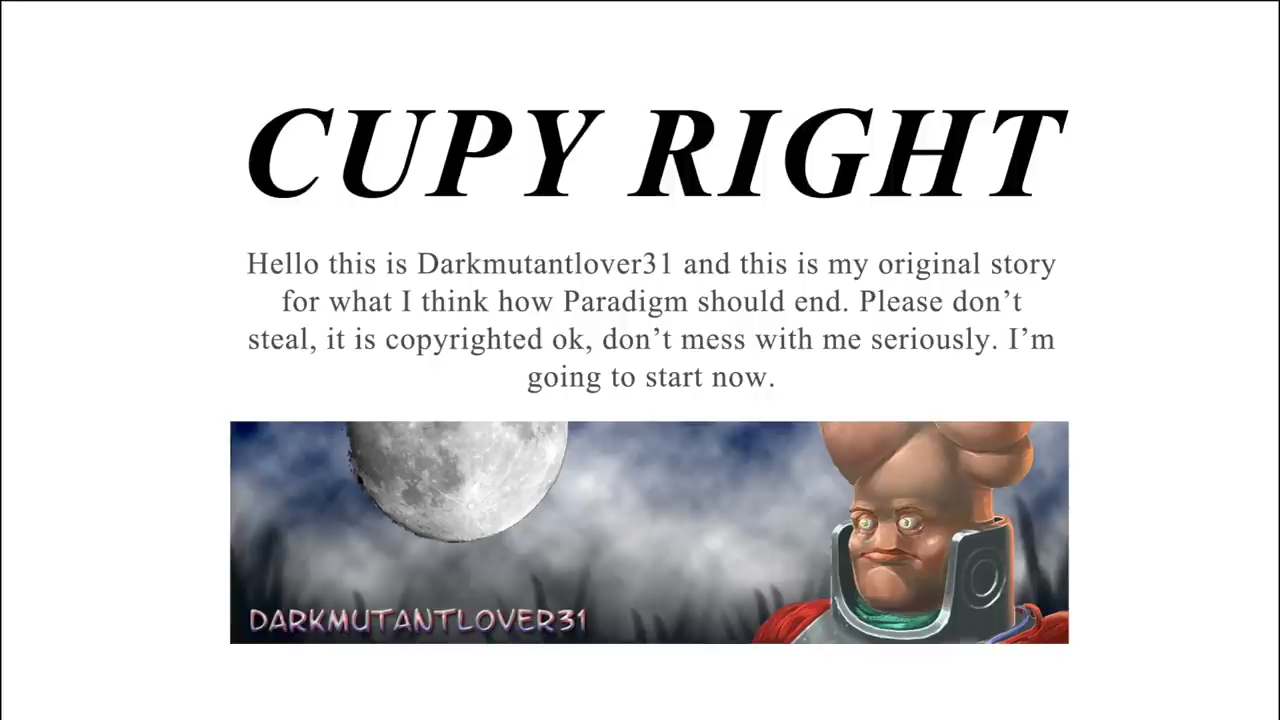 CUPY RIGHT
Hello this is Darkmutantlover31 and this is my original story
for what I think how Paradigm should end. Please don’t
steal, it is copyrighted ok, don’t mess with me seriously. I’m
going to start now.
DARKMUTANTLOVER31